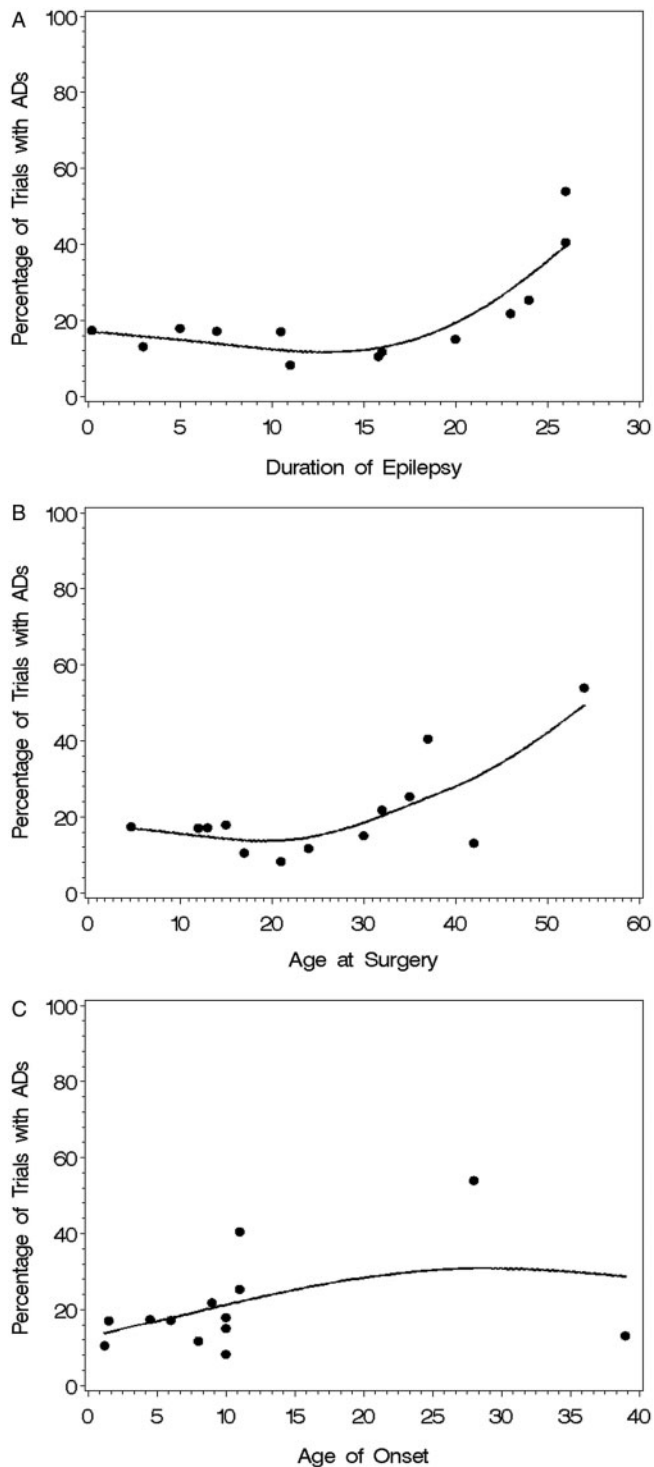 A
Percentage of Trials with ADs
100
80
60
40
20
0
0 5 10 15 20 25 30
Duration of Epilepsy
B
Percentage of Trials with ADs
100
80
60
40
20
0
0 10 20 30 40 50 60
Age at Surgery
C
Percentage of Trials with ADs
100
80
60
40
20
0
0 5 10 15 20 25 30 35 40
Age of Onset